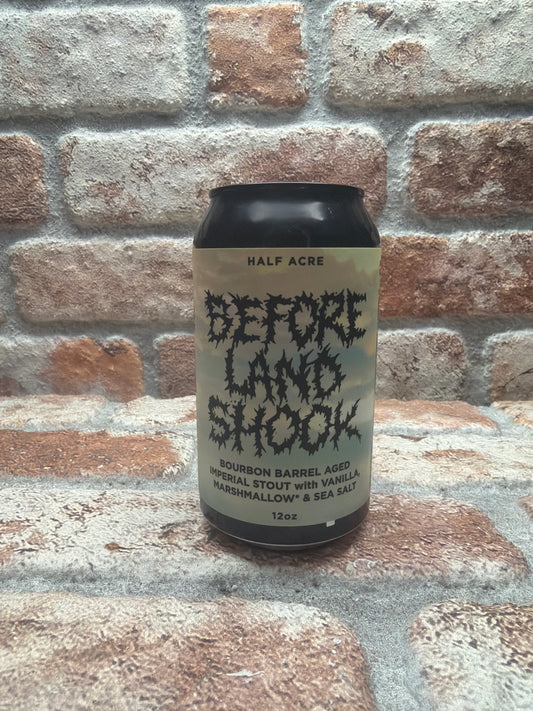 HALF ACRE
BEFORE
LAND
SHOOK
BOURBON BARREL AGED
IMPERIAL STOUT with VANILLA,
MARSHMALLOW* & SEA SALT
12oz